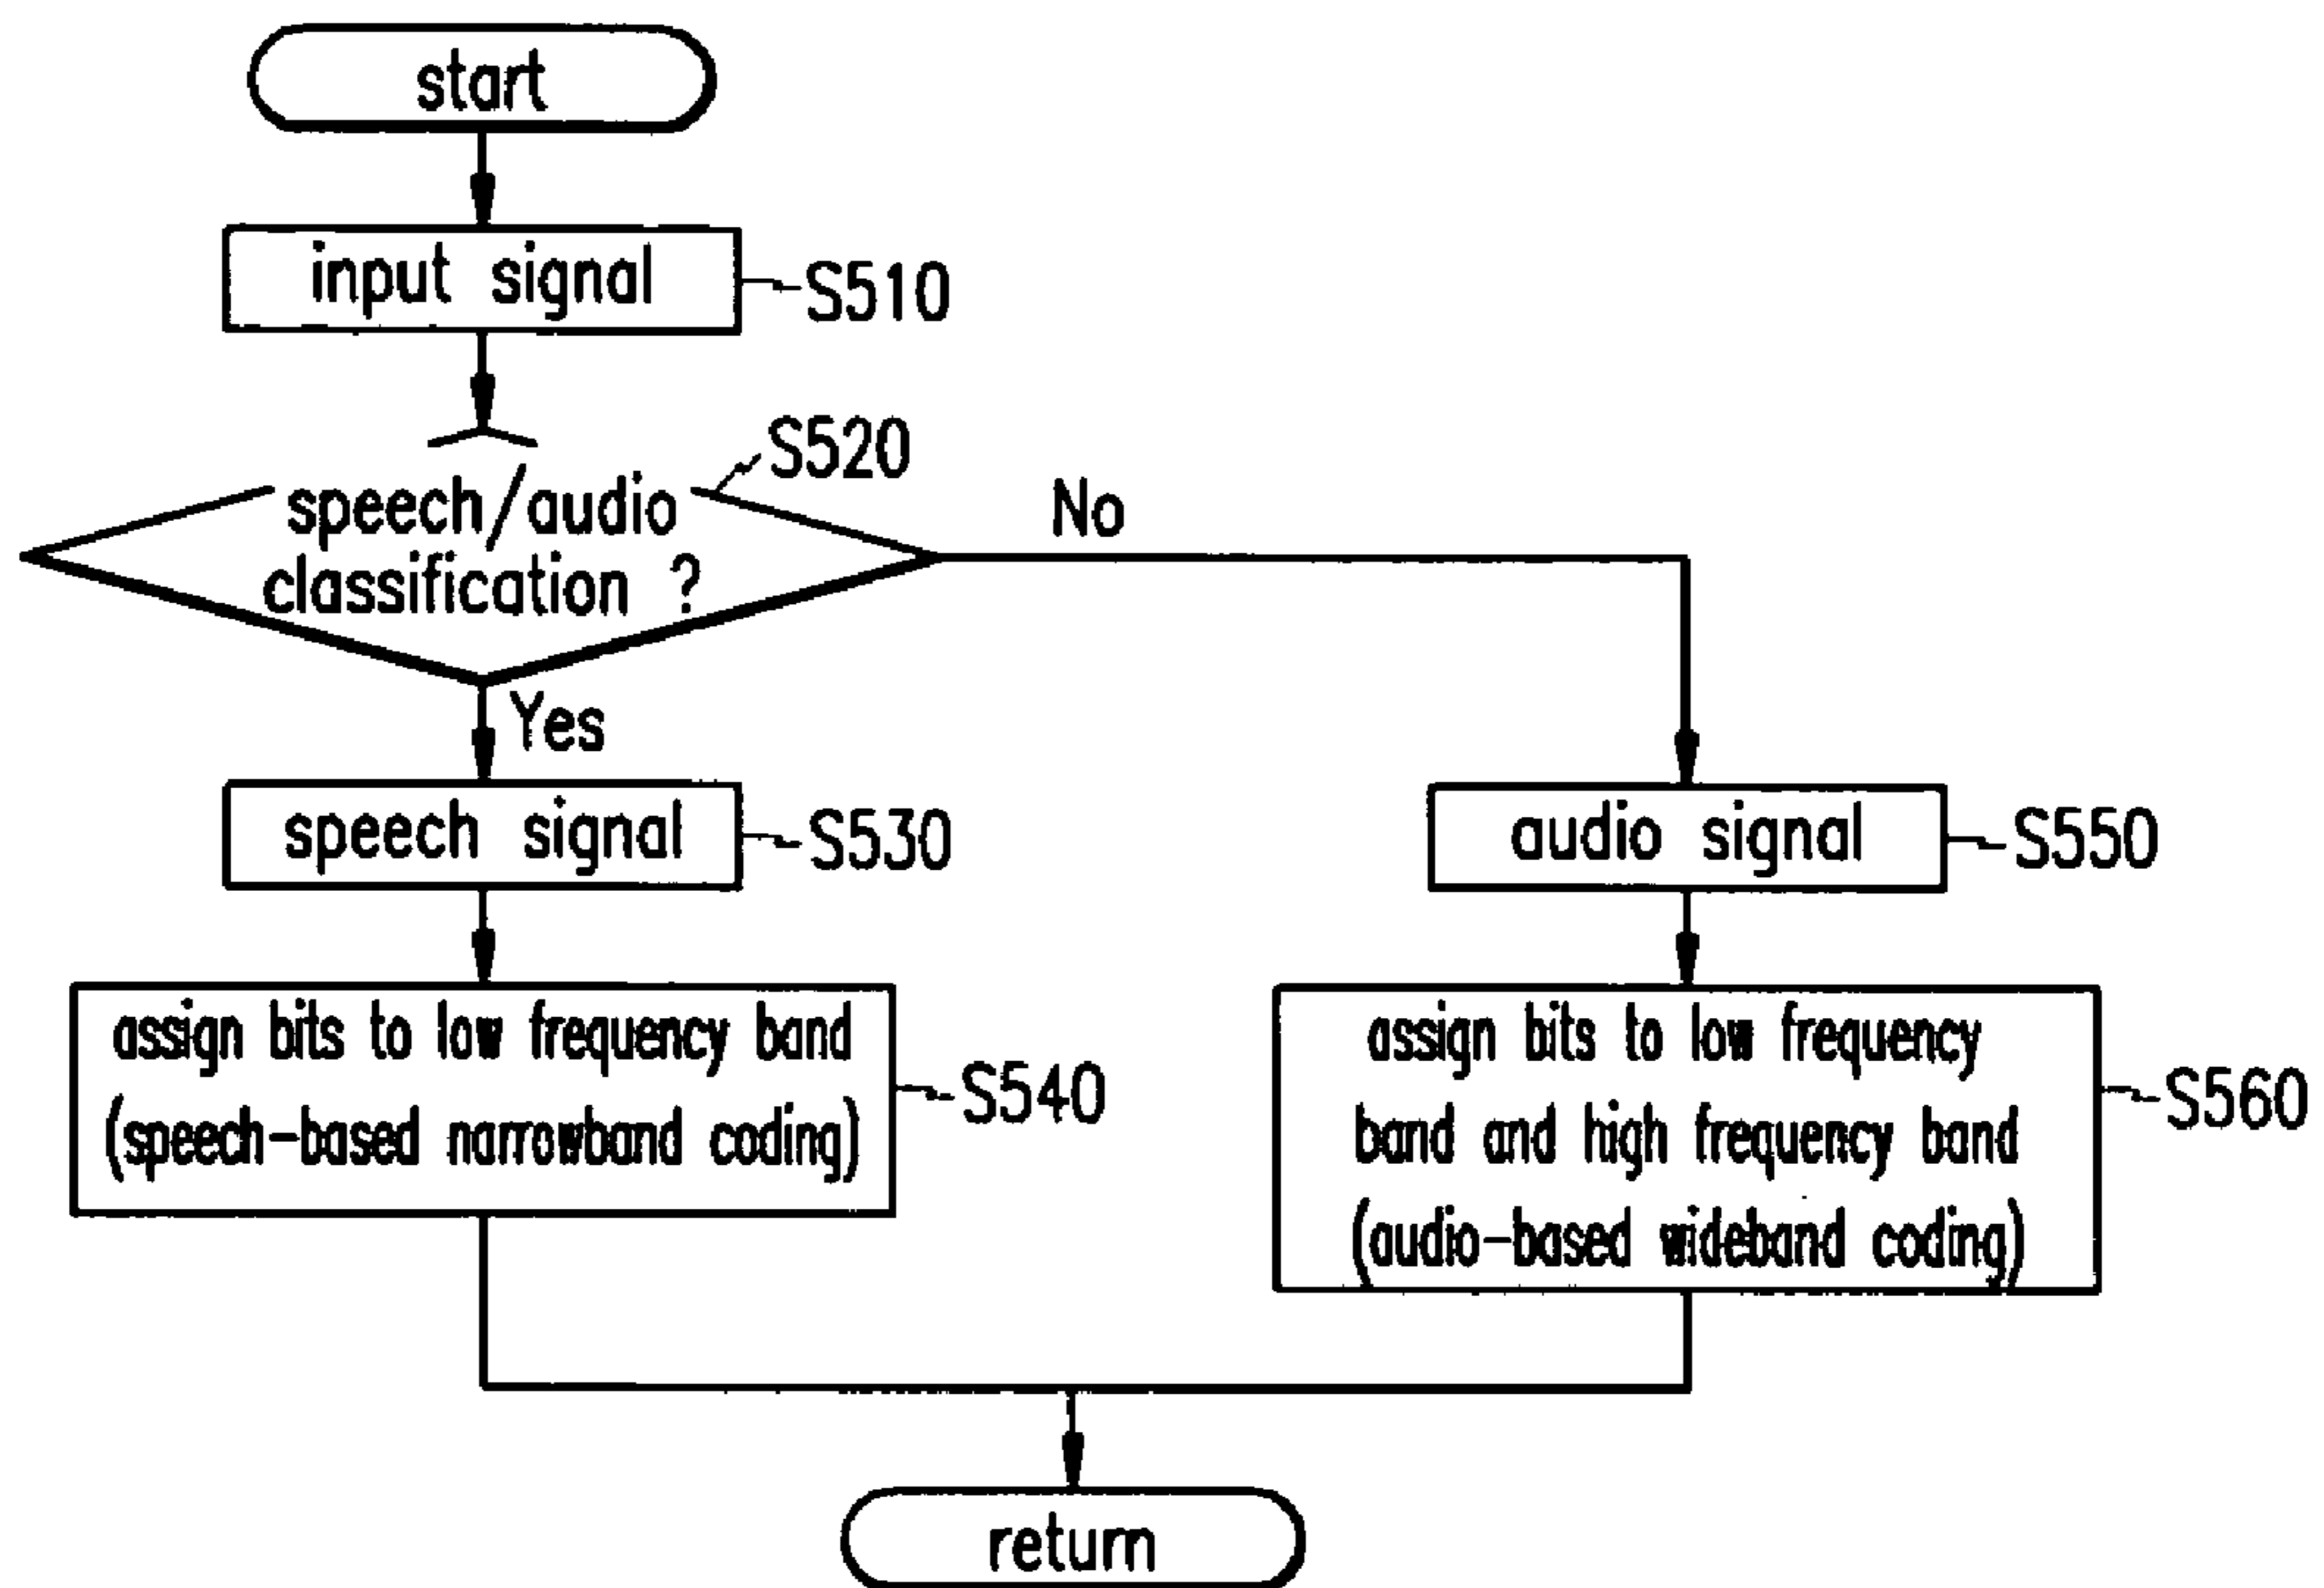 start
input signal
S510
S520
speech/audio
classification ?
No
Yes
speech signal
S530
audio signal
S550
assign bits to low frequency band
(speech-based narrowband coding)
S540
assign bits to low frequency
band and high frequency band
(audio-based wideband coding)
S560
return